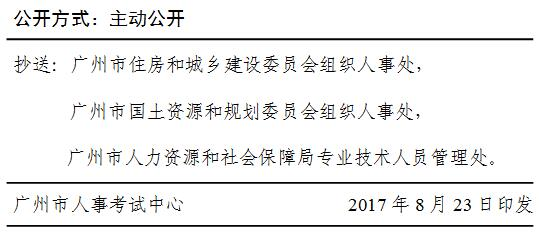 公开方式：主动公开
抄送：广州市住房和城乡建设委员会组织人事处，
广州市国土资源和规划委员会组织人事处，
广州市人力资源和社会保障局专业技术人员管理处。
广州市人事考试中心 2017 年 8 月 23 日印发